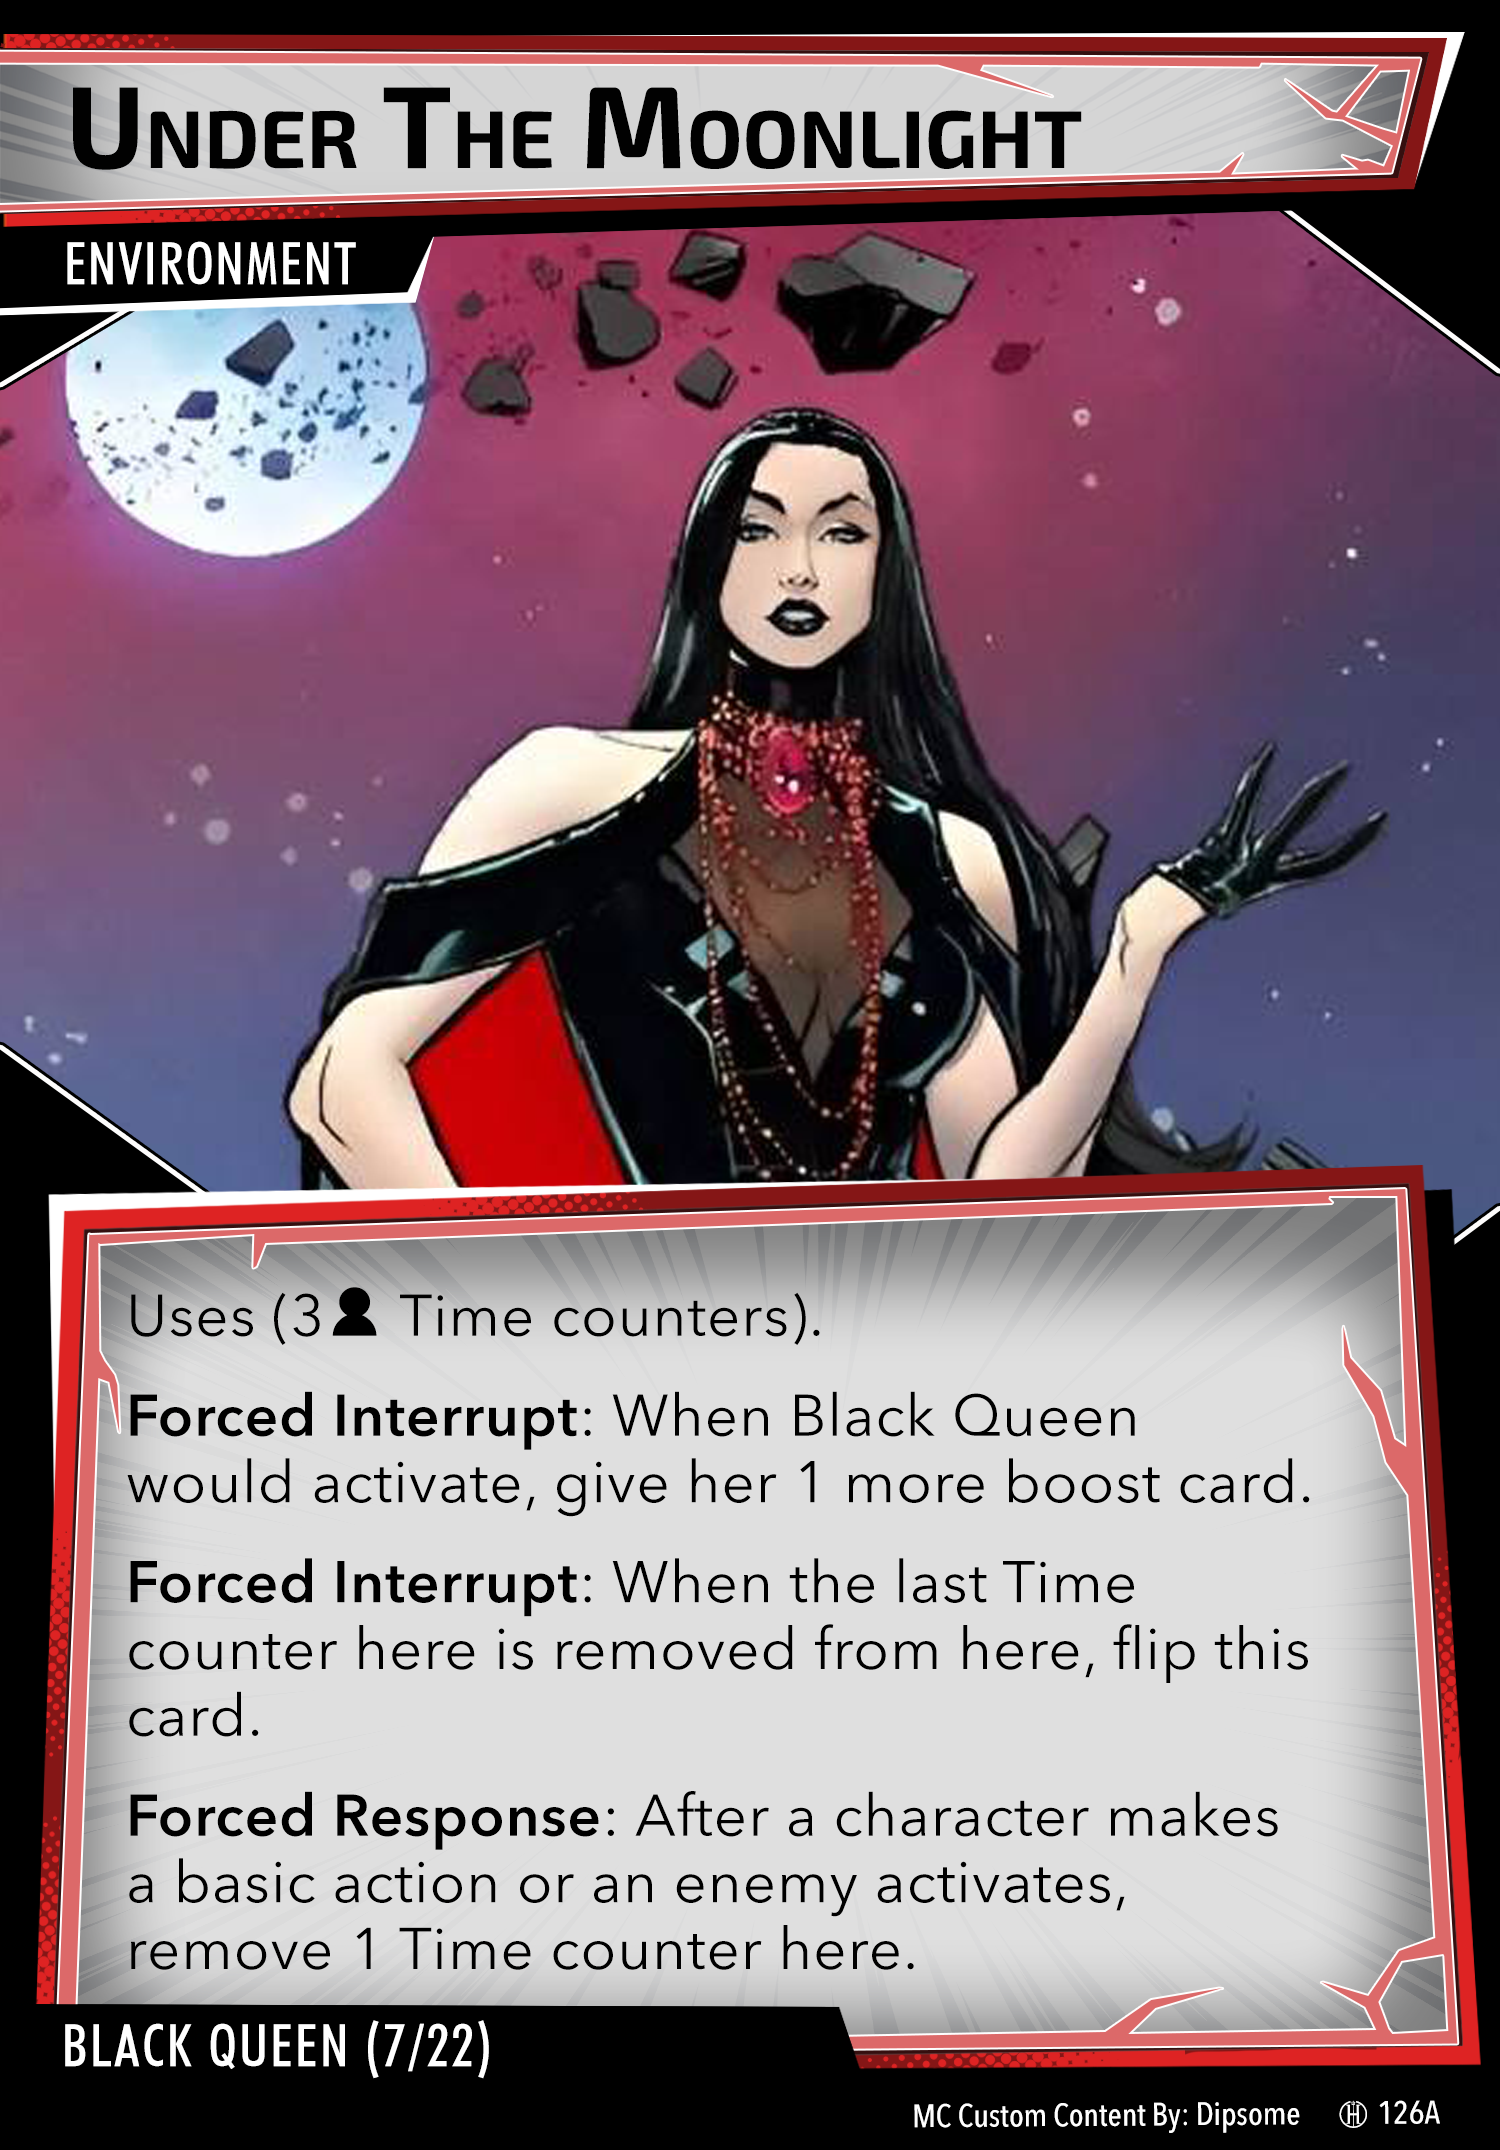 Under The Moonlight
ENVIRONMENT
Uses (3 Time counters).
Forced Interrupt: When Black Queen
would activate, give her 1 more boost card.
Forced Interrupt: When the last Time
counter here is removed from here, flip this
card.
Forced Response: After a character makes
a basic action or an enemy activates,
remove 1 Time counter here.
BLACK QUEEN (7/22)
MC Custom Content By: Dipsome 126A